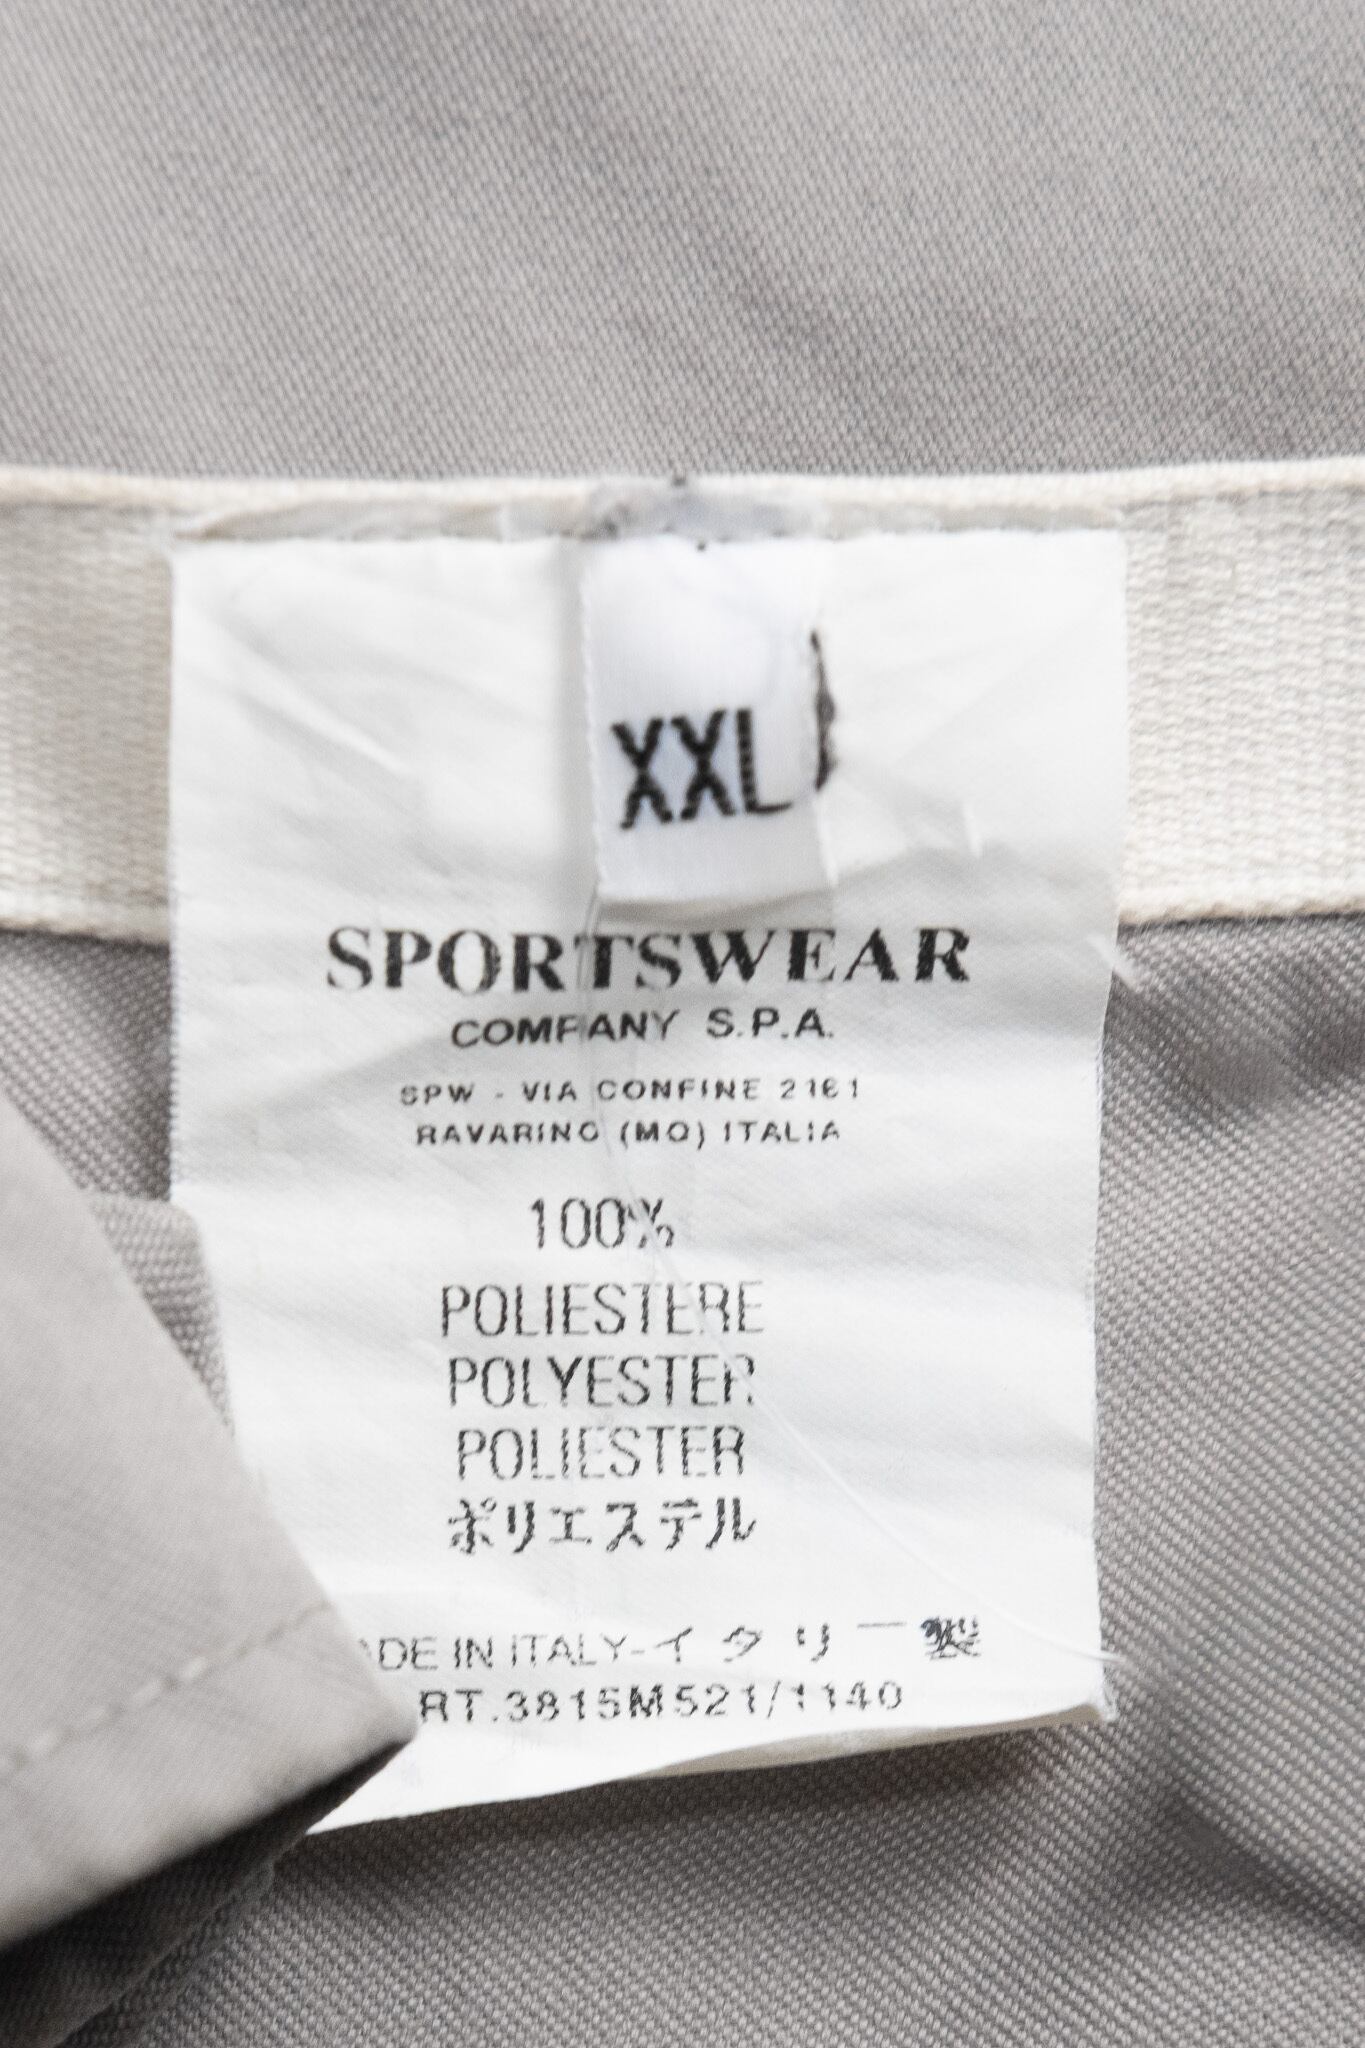 XXL
SPORTSWEAR
COMPANY S.P.A.
SPW - VIA CONFINE 2161
RAVARINO (MO) ITALIA
100%
POLIESTERE
POLYESTER
POLIESTER
ポリエステル
ADE IN ITALY-イタリー製
RT.3815M521/1140